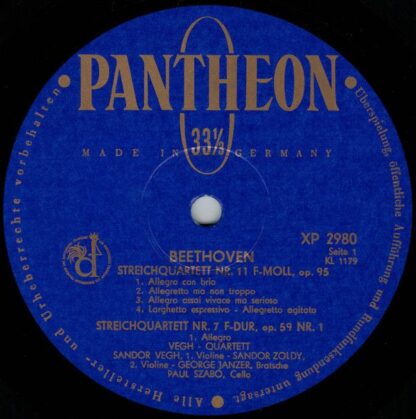 PANTHEON
33⅓
MADE IN GERMANY
XP 2980
Seite 1
KL 1179
BEETHOVEN
STREICHQUARTETT NR. 11 F-MOLL, op. 95
1. Allegro con brio
2. Allegretto ma non troppo
3. Allegro assai vivace ma serioso
4. Larghetto espressivo - Allegretto agitato
STREICHQUARTETT NR. 7 F-DUR, op. 59 NR. 1
1. Allegro
VEGH - QUARTETT
SANDOR VEGH, 1. Violine - SANDOR ZOLDY,
2. Violine - GEORGE JANZER, Bratsche
PAUL SZABO, Cello
• Alle Hersteller- und Urheberrechte vorbehalten •
Überspielung, öffentliche Aufführung und Rundfunksendung untersagt.